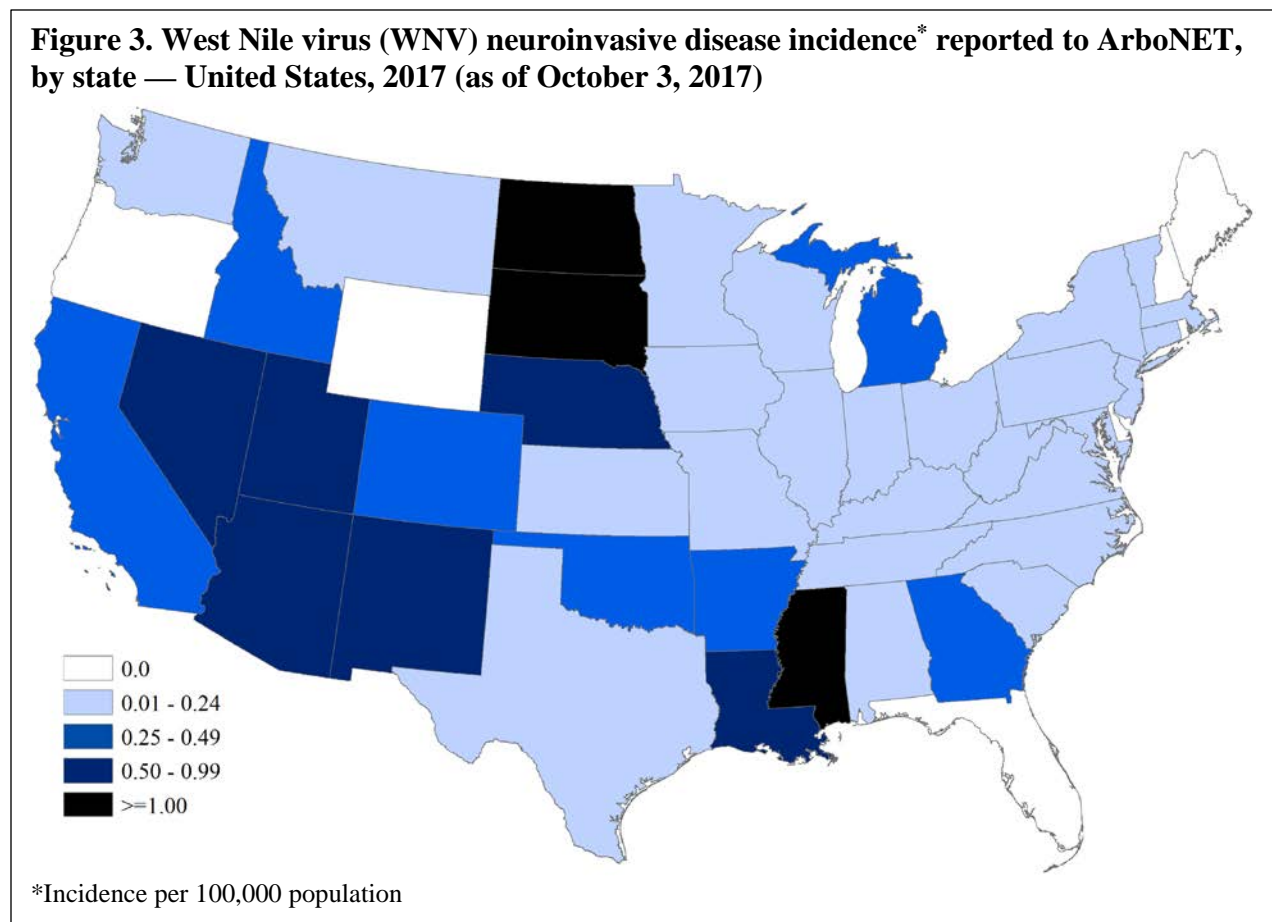 Figure 3. West Nile virus (WNV) neuroinvasive disease incidence* reported to ArboNET,
by state — United States, 2017 (as of October 3, 2017)
0.0
0.01 - 0.24
0.25 - 0.49
0.50 - 0.99
>=1.00
*Incidence per 100,000 population